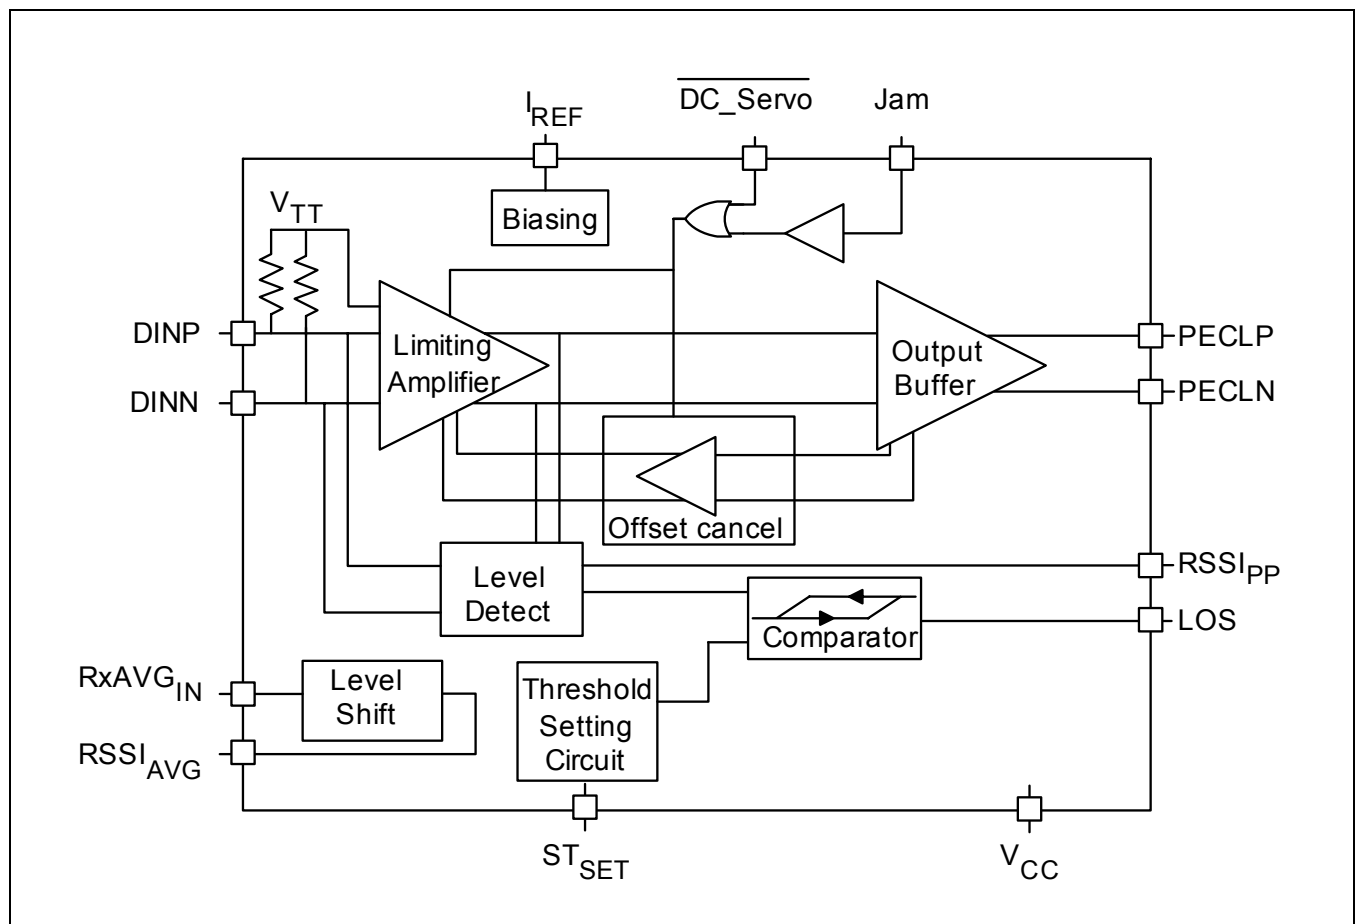 DC_Servo
Jam
IREF
VTT
Biasing
DINP
Limiting
Amplifier
Output
Buffer
PECLP
DINN
PECLN
Offset cancel
Level
Detect
RSSIPP
Comparator
LOS
RxAVGIN
Level
Shift
Threshold
Setting
Circuit
RSSIAVG
STSET
VCC